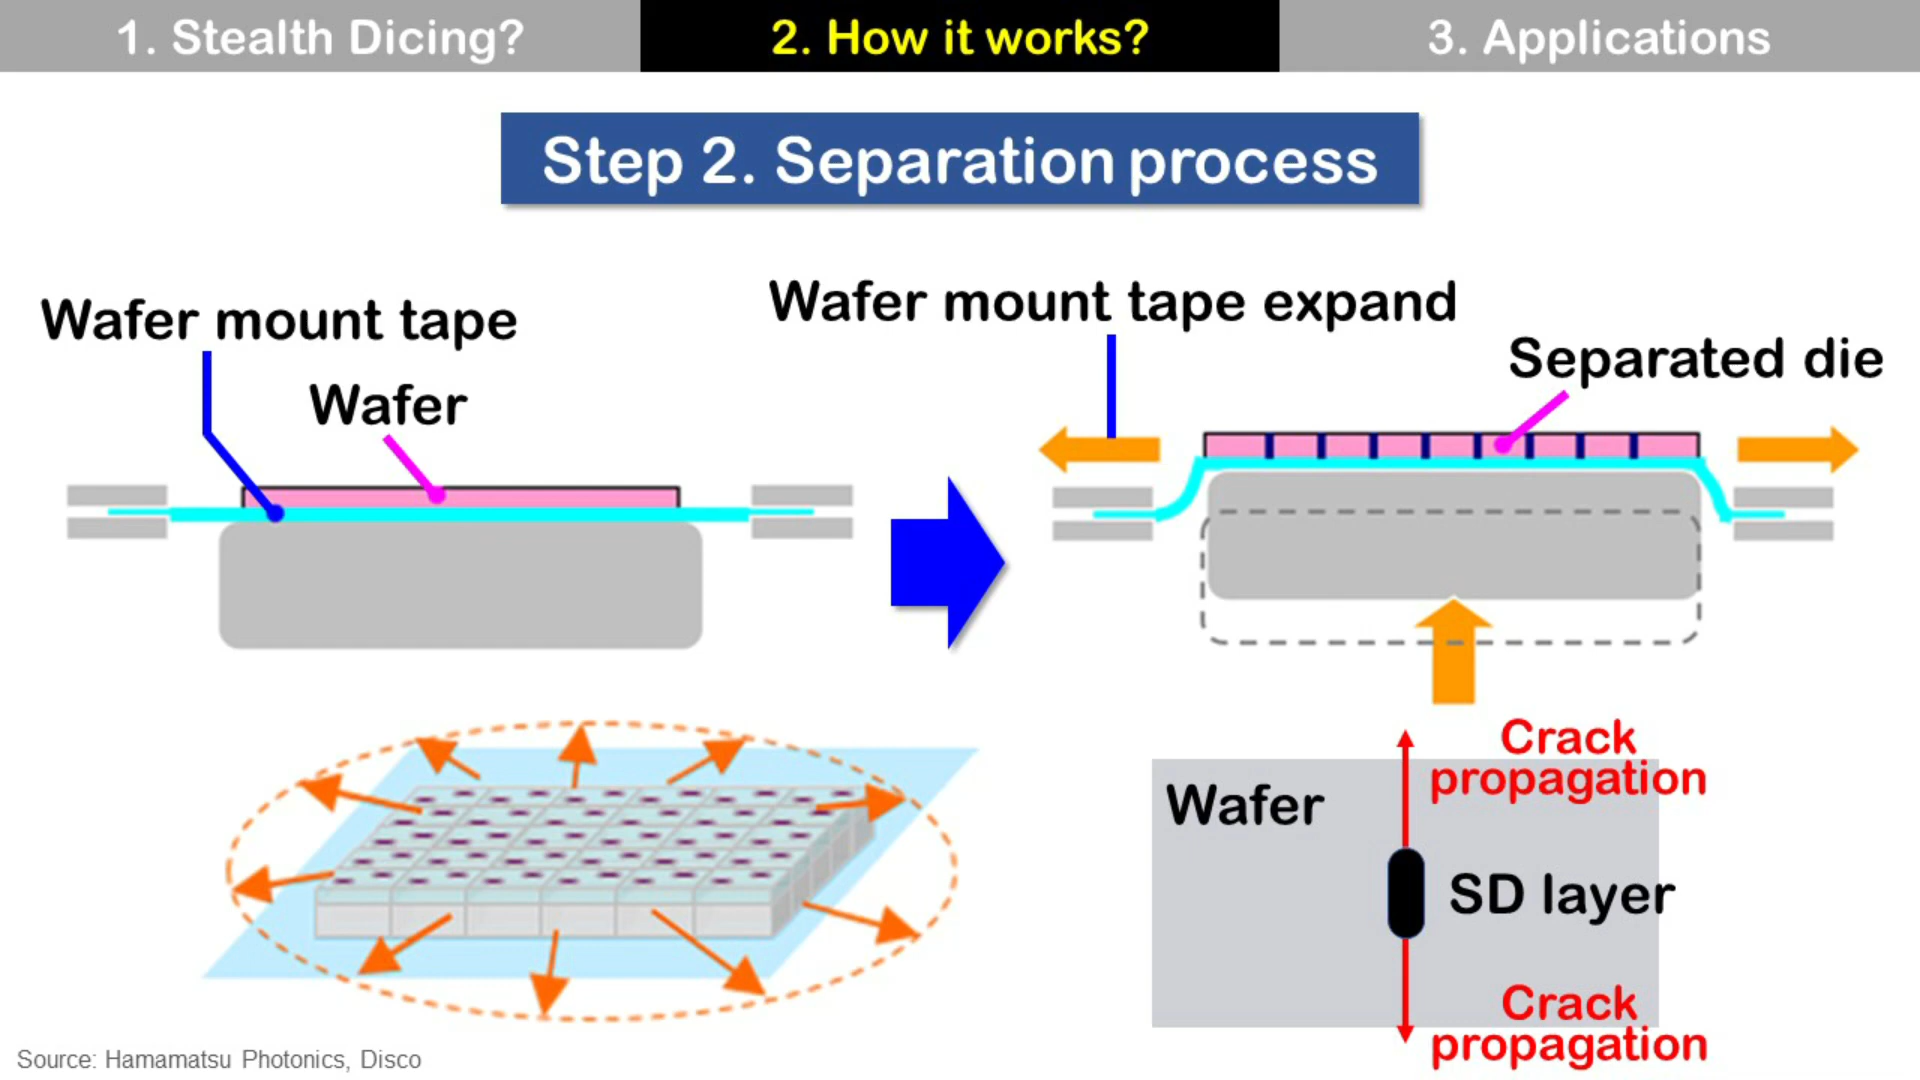 1. Stealth Dicing?
2. How it works?
3. Applications
Step 2. Separation process
Wafer mount tape
Wafer
Wafer mount tape expand
Separated die
Crack
propagation
Wafer
SD layer
Crack
propagation
Source: Hamamatsu Photonics, Disco